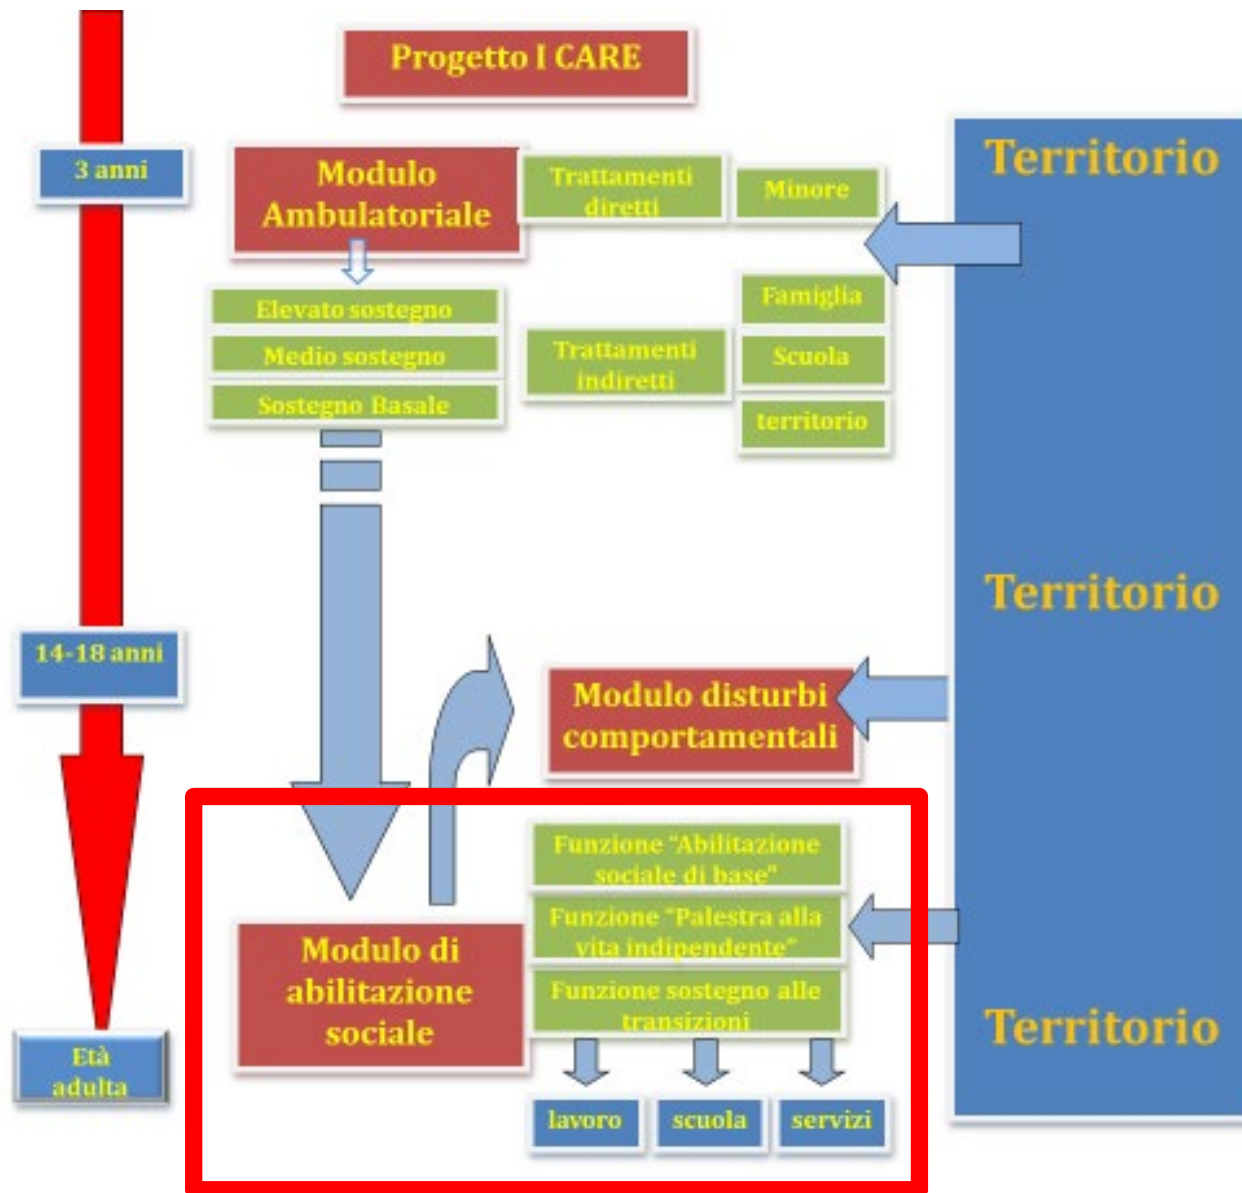 Progetto I CARE
3 anni
Modulo
Ambulatoriale
Trattamenti
diretti
Minore
Territorio
Elevato sostegno
Medio sostegno
Sostegno Basale
Trattamenti
indiretti
Famiglia
Scuola
territorio
Territorio
14-18 anni
Modulo disturbi
comportamentali
Modulo di
abilitazione
sociale
Funzione “Abilitazione
sociale di base”
Funzione “Palestra alla
vita indipendente”
Funzione sostegno alle
transizioni
Territorio
Età
adulta
lavoro
scuola
servizi